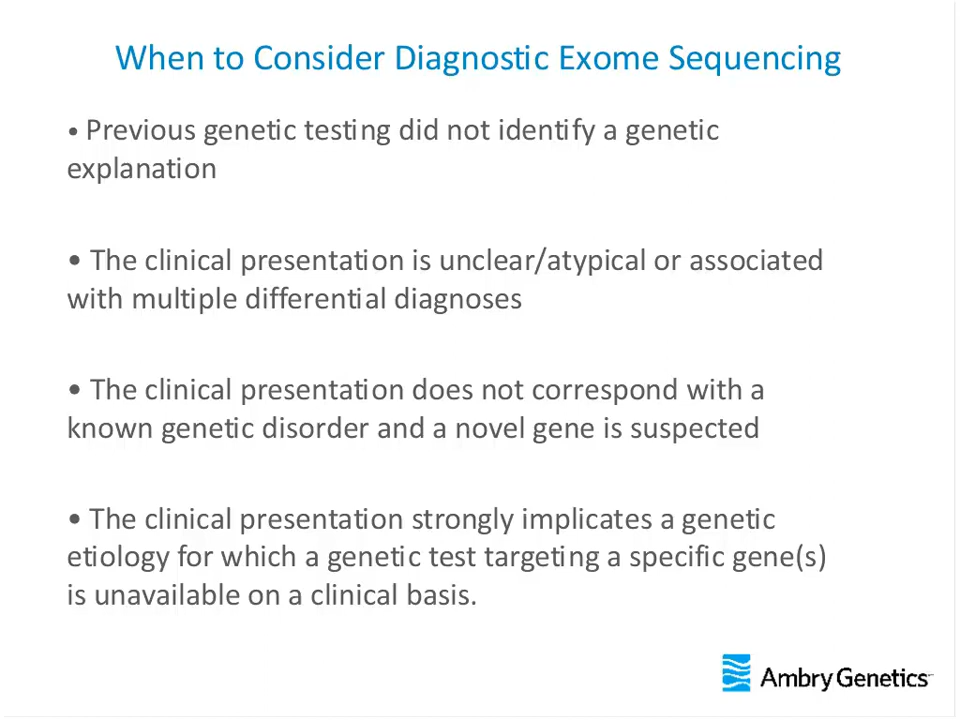 When to Consider Diagnostic Exome Sequencing
• Previous genetic testing did not identify a genetic
explanation
• The clinical presentation is unclear/atypical or associated
with multiple differential diagnoses
• The clinical presentation does not correspond with a
known genetic disorder and a novel gene is suspected
• The clinical presentation strongly implicates a genetic
etiology for which a genetic test targeting a specific gene(s)
is unavailable on a clinical basis.
Ambry Genetics